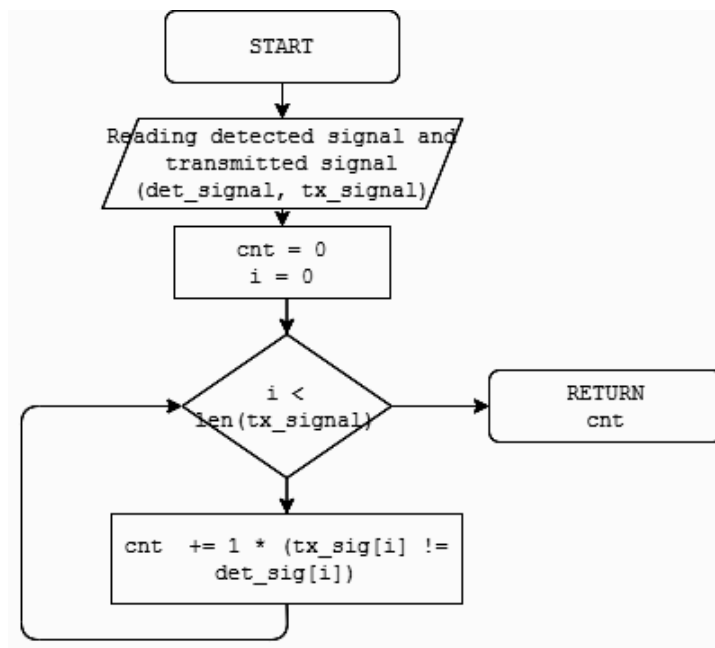 START
Reading detected signal and
transmitted signal
(det_signal, tx_signal)
cnt = 0
i = 0
i <
len(tx_signal)
RETURN
cnt
cnt  += 1 * (tx_sig[i] !=
det_sig[i])